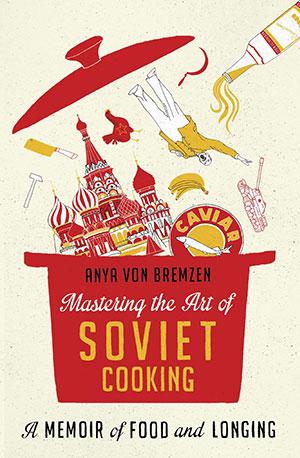 CAVIAR
ANYA VON BREMZEN
Mastering the Art of
SOVIET
COOKING
A MEMOIR of FOOD and LONGING